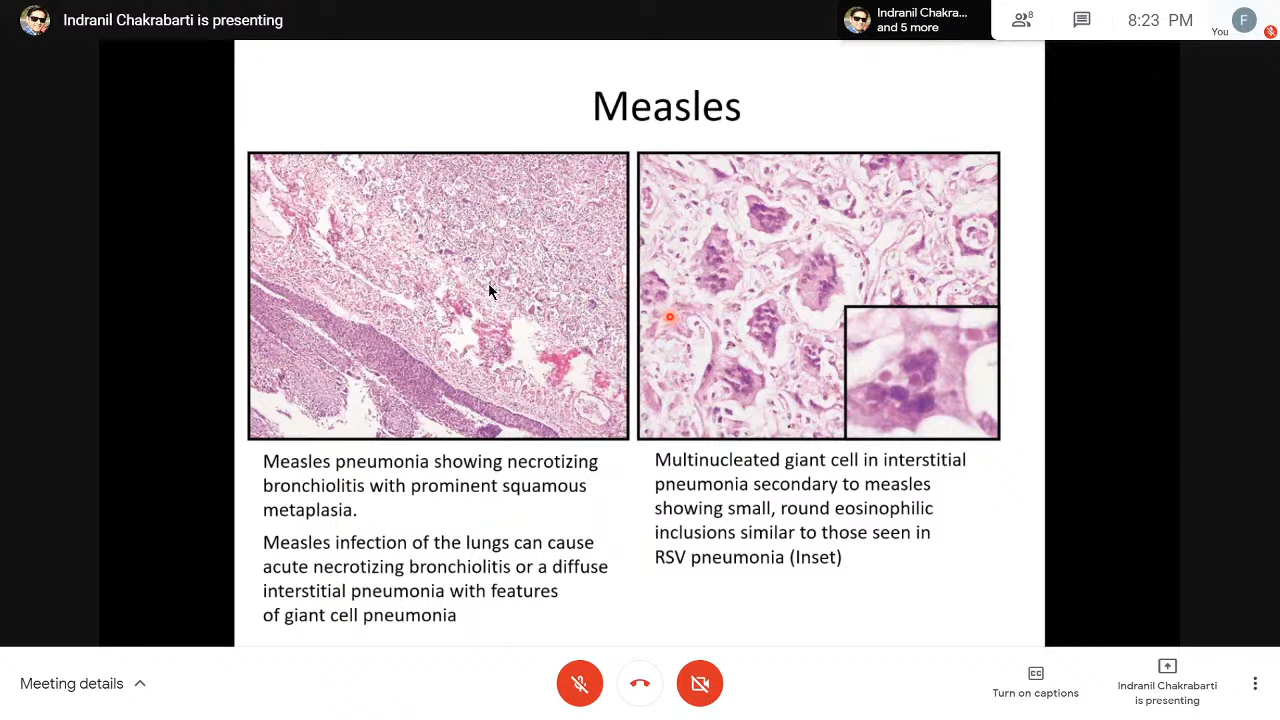 Indranil Chakrabarti is presenting
Indranil Chakra...
and 5 more
8
8:23 PM
You
F
Measles
Measles pneumonia showing necrotizing
bronchiolitis with prominent squamous
metaplasia.
Measles infection of the lungs can cause
acute necrotizing bronchiolitis or a diffuse
interstitial pneumonia with features
of giant cell pneumonia
Multinucleated giant cell in interstitial
pneumonia secondary to measles
showing small, round eosinophilic
inclusions similar to those seen in
RSV pneumonia (Inset)
Meeting details
CC
Turn on captions
Indranil Chakrabarti
is presenting